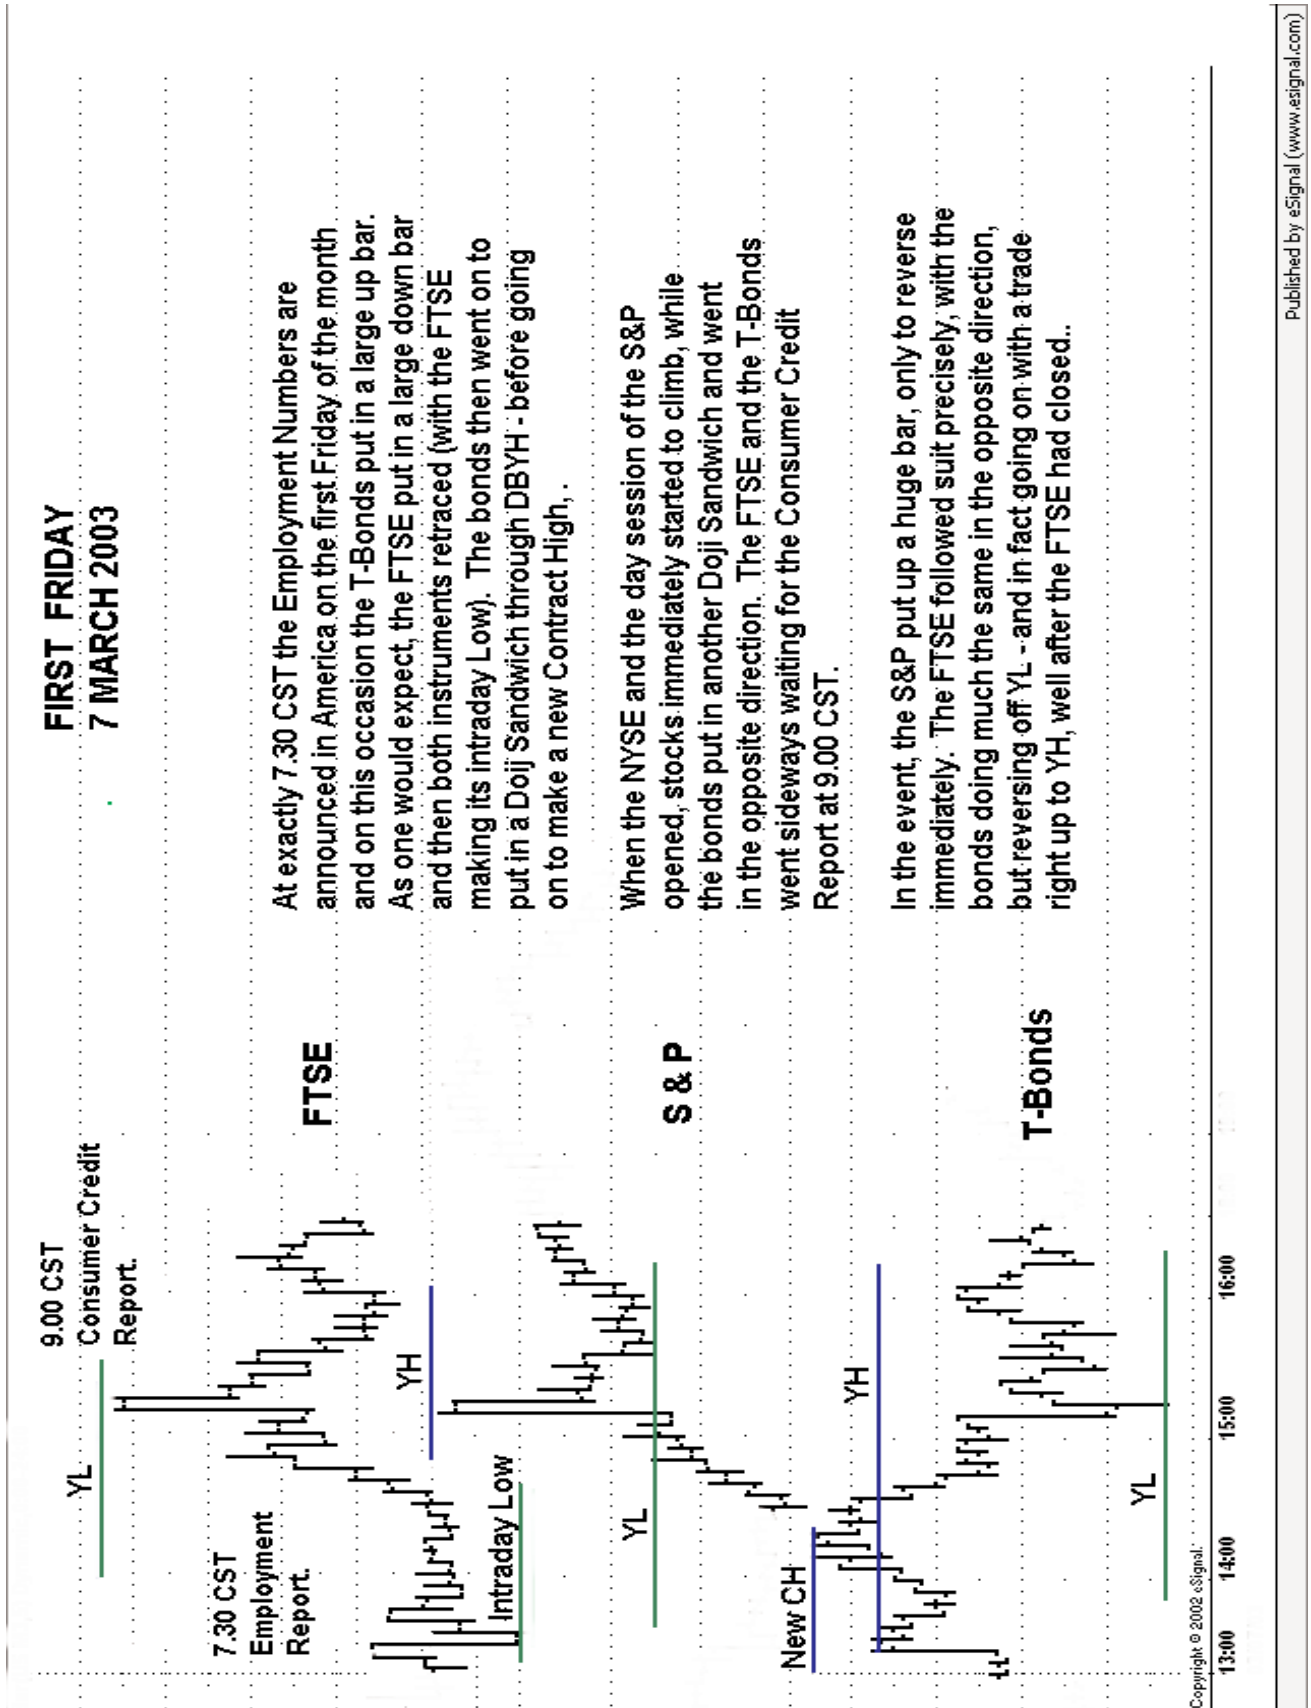 FIRST FRIDAY
7 MARCH 2003
At exactly 7.30 CST the Employment Numbers are
announced in America on the first Friday of the month
and on this occasion the T-Bonds put in a large up bar.
As one would expect, the FTSE put in a large down bar
and then both instruments retraced (with the FTSE
making its intraday Low). The bonds then went on to
put in a Doij Sandwich through DBYH - before going
on to make a new Contract High, .
When the NYSE and the day session of the S&P
opened, stocks immediately started to climb, while
the bonds put in another Doji Sandwich and went
in the opposite direction. The FTSE and the T-Bonds
went sideways waiting for the Consumer Credit
Report at 9.00 CST.
In the event, the S&P put up a huge bar, only to reverse
immediately. The FTSE followed suit precisely, with the
bonds doing much the same in the opposite direction,
but reversing off YL - and in fact going on with a trade
right up to YH, well after the FTSE had closed..
9.00 CST
Consumer Credit
Report.
YL
7.30 CST
Employment
Report.
FTSE
YH
Intraday Low
S & P
YL
New CH
YH
T-Bonds
YL
13:00
14:00
15:00
16:00
Copyright © 2002 eSignal.
Published by eSignal (www.esignal.com)